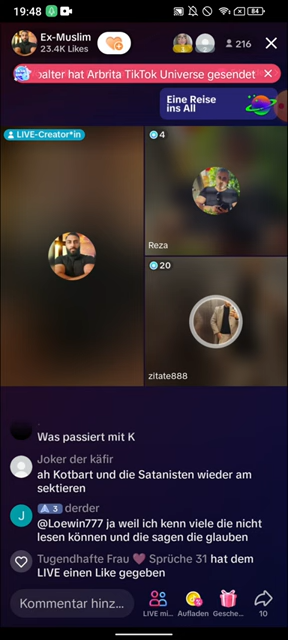 19:48
84
Ex-Muslim
23.4K Likes
216
palter hat Arbrita TikTok Universe gesendet
Eine Reise
ins All
LIVE-Creator*in
4
Reza
20
zitate888
Was passiert mit K
Joker der käfir
ah Kotbart und die Satanisten wieder am
sektieren
J
3 derder
@Loewin777 ja weil ich kenn viele die nicht
lesen können und die sagen die glauben
Tugendhafte Frau Sprüche 31 hat dem
LIVE einen Like gegeben
Kommentar hinz...
LIVE mi...
Aufladen
Gesche...
10